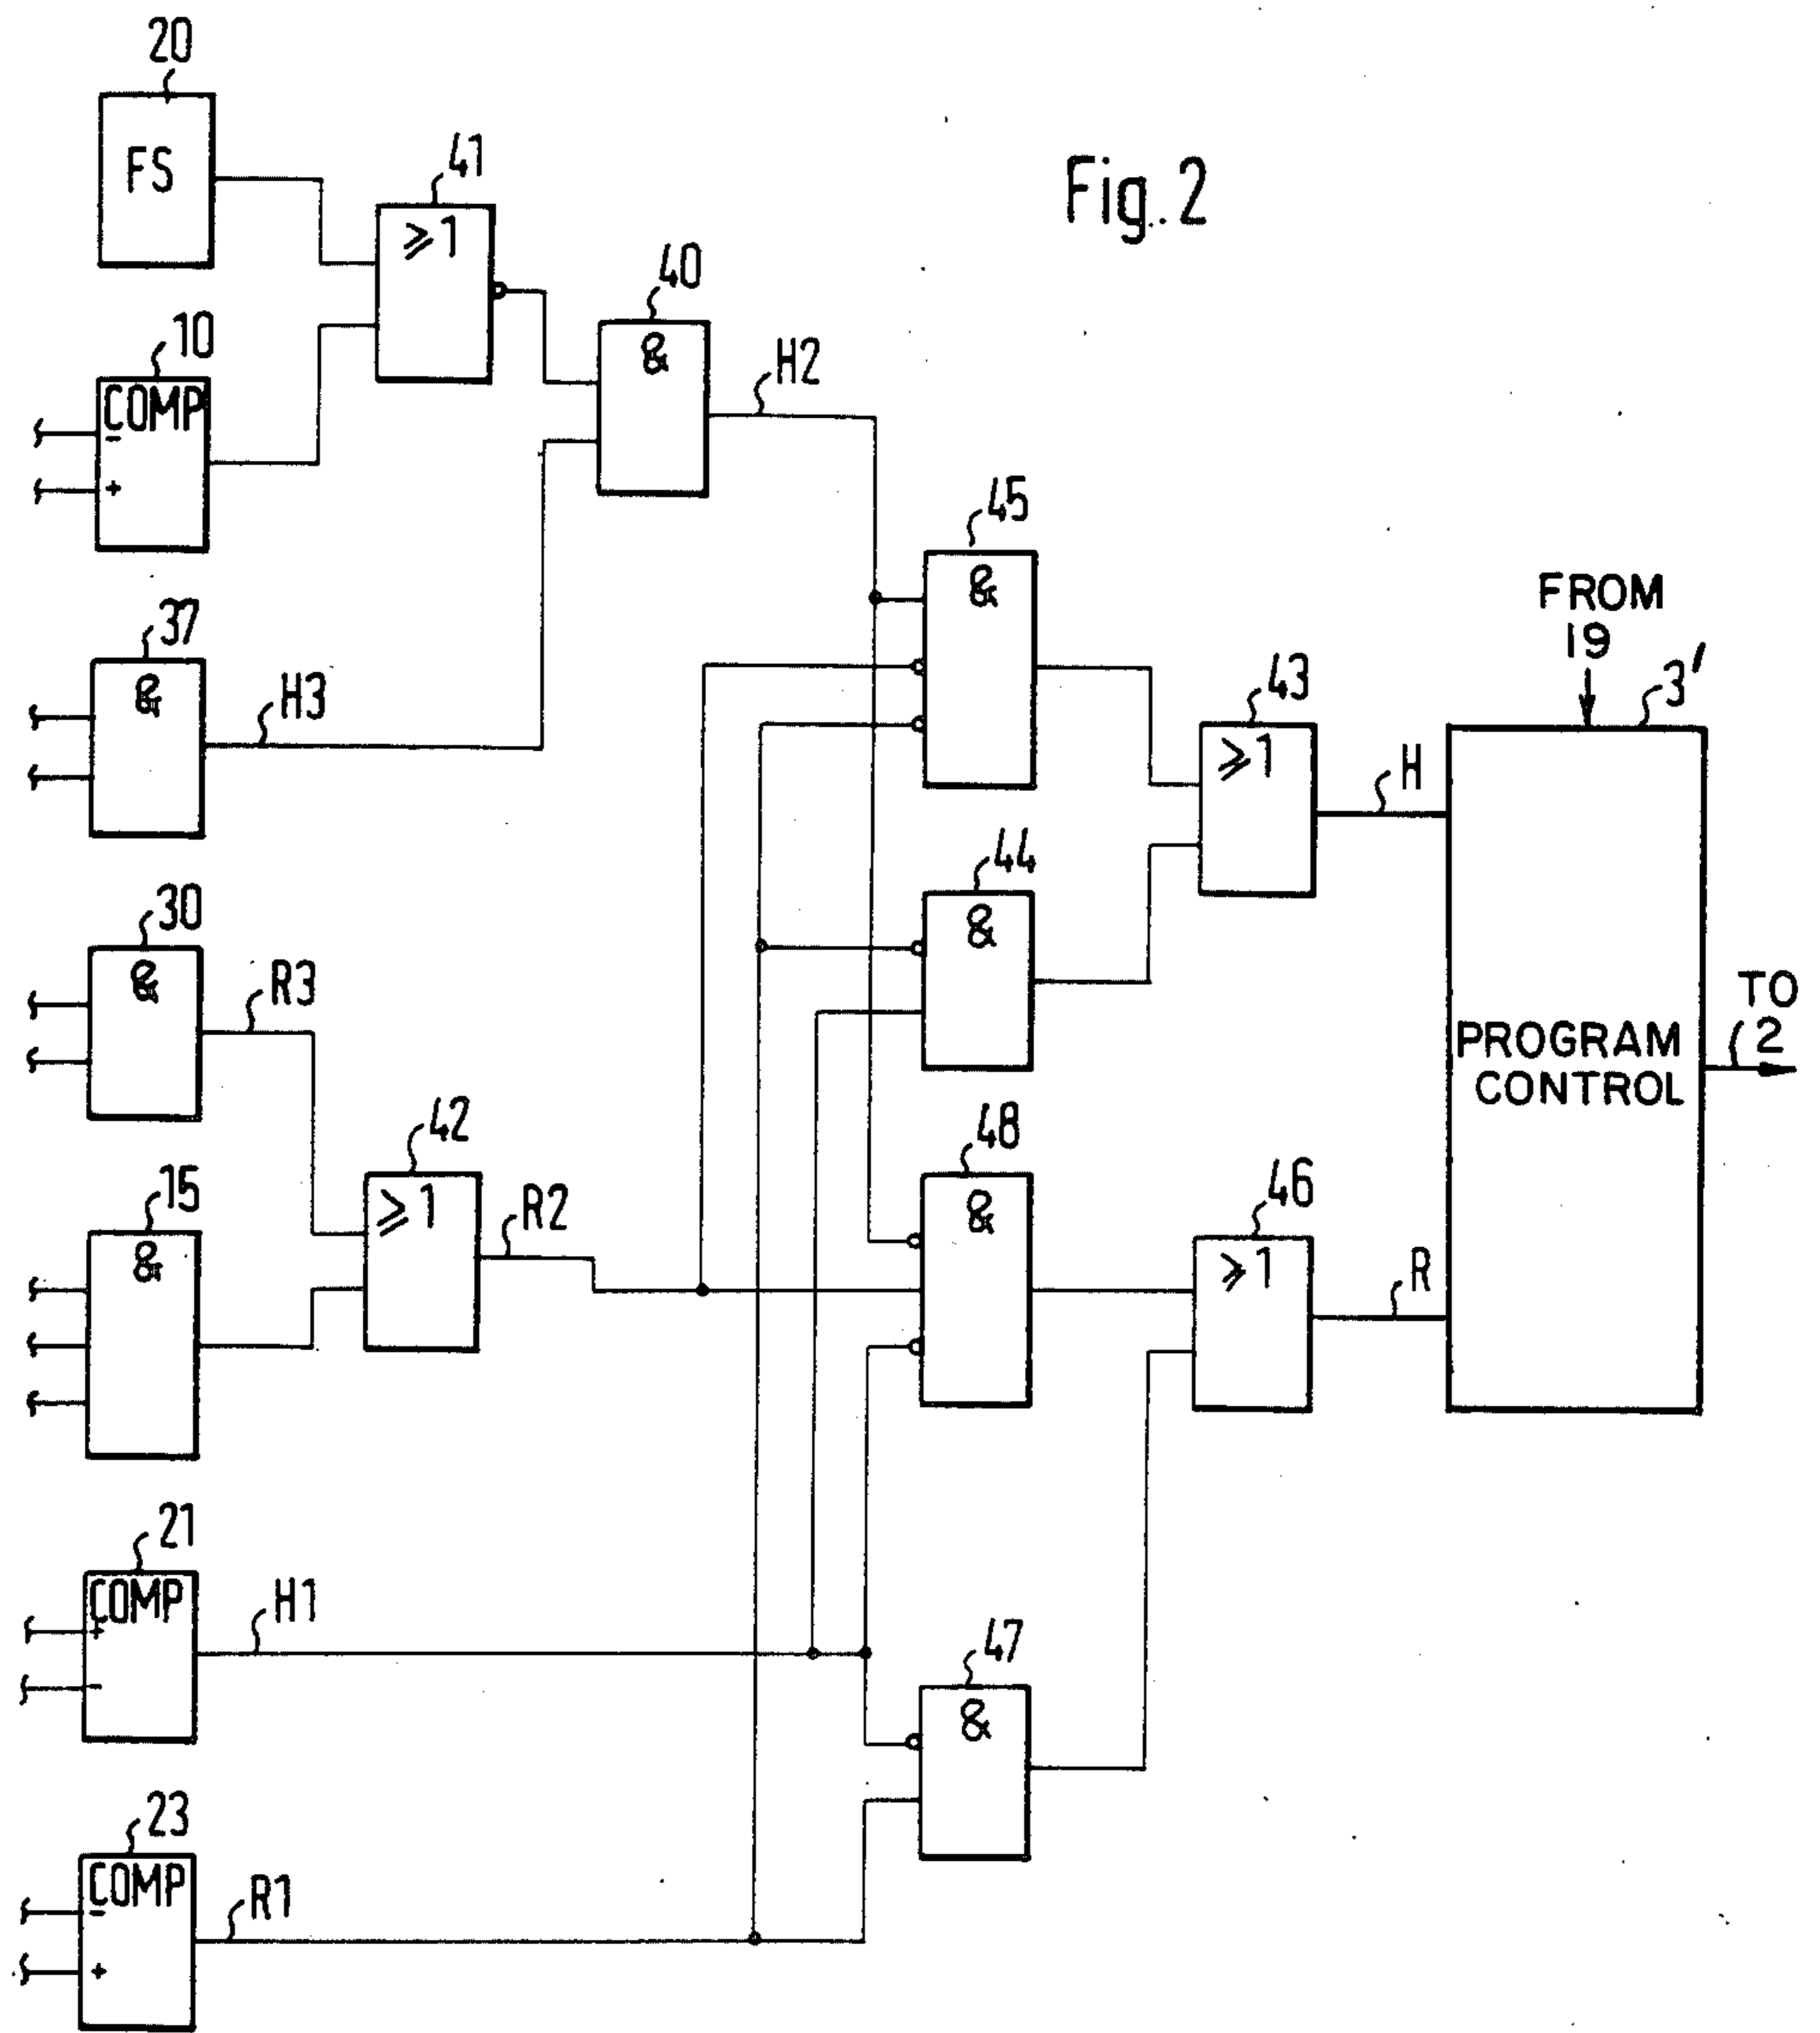 20
FS
41
≥1
Fig. 2
40
&
10
COMP
-
+
H2
45
&
37
&
H3
FROM
19
3'
43
≥1
H
44
&
30
&
R3
TO
2
PROGRAM
CONTROL
42
≥1
R2
48
&
15
&
46
≥1
R
21
COMP
+
-
H1
47
&
23
COMP
-
+
R1